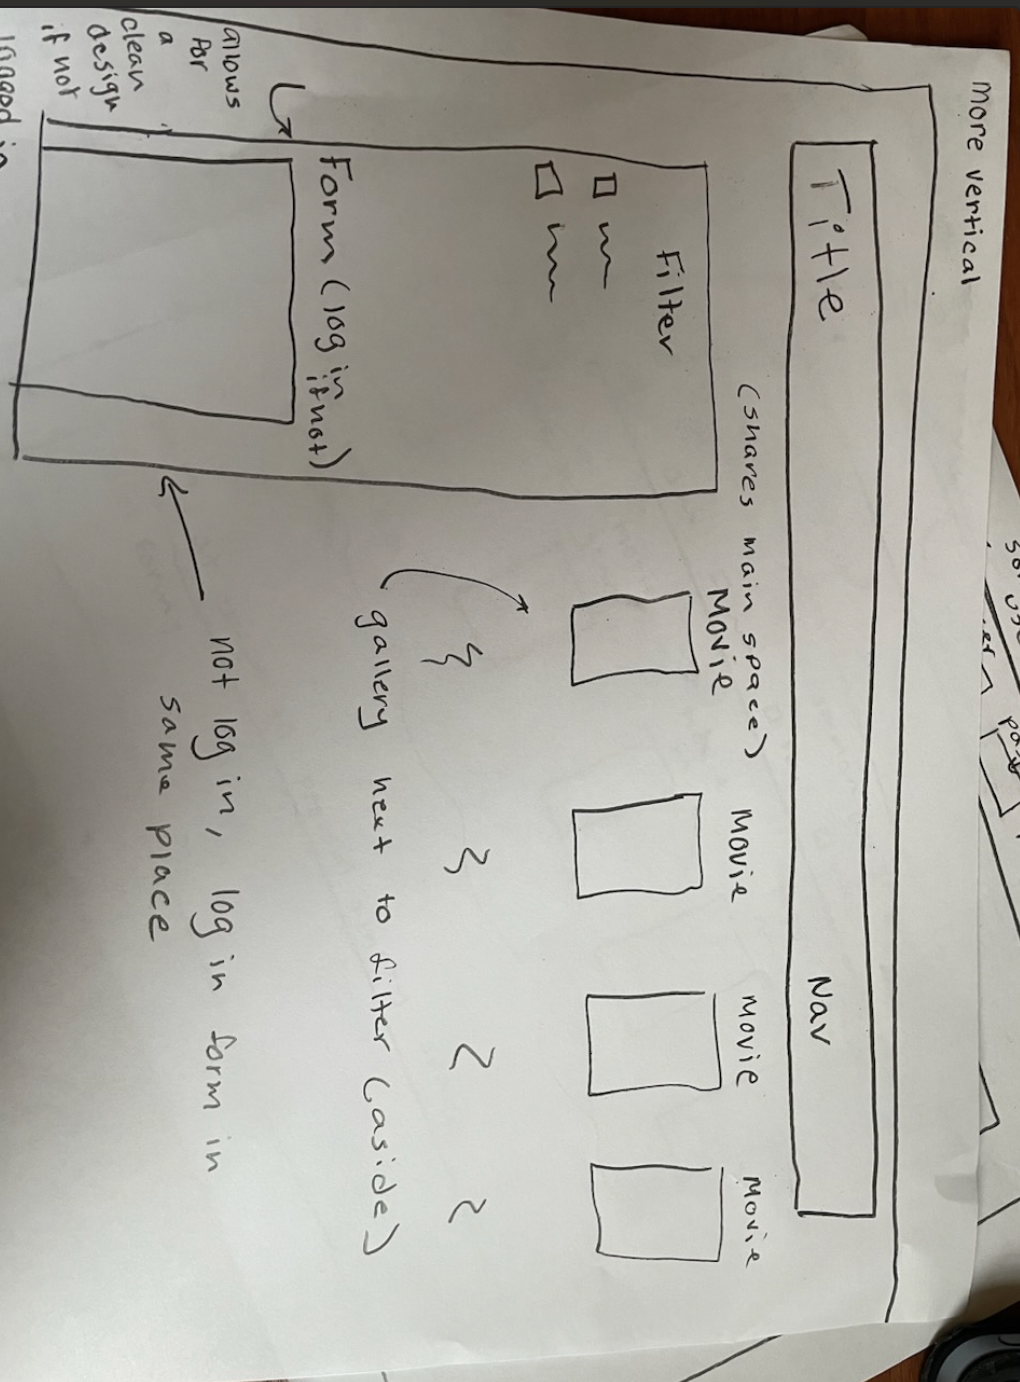 more vertical
Title Nav
(shares main space)
Filter
Movie Movie Movie Movie
Form (log in
if not)
gallery next to filter (aside)
allows
for
a
clean
design
if not
logged in
not log in, log in form in
same place